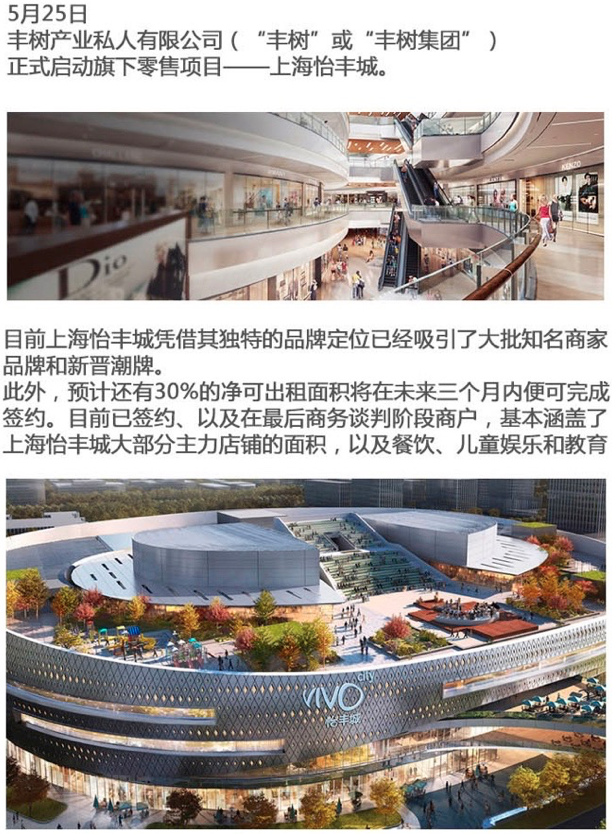 5月25日
丰树产业私人有限公司（“丰树”或“丰树集团”）
正式启动旗下零售项目——上海怡丰城。
Dio
KENZO
目前上海怡丰城凭借其独特的品牌定位已经吸引了大批知名商家
品牌和新晋潮牌。
此外，预计还有30%的净可出租面积将在未来三个月内便可完成
签约。目前已签约、以及在最后商务谈判阶段商户，基本涵盖了
上海怡丰城大部分主力店铺的面积，以及餐饮、儿童娱乐和教育
VIVO city
怡丰城